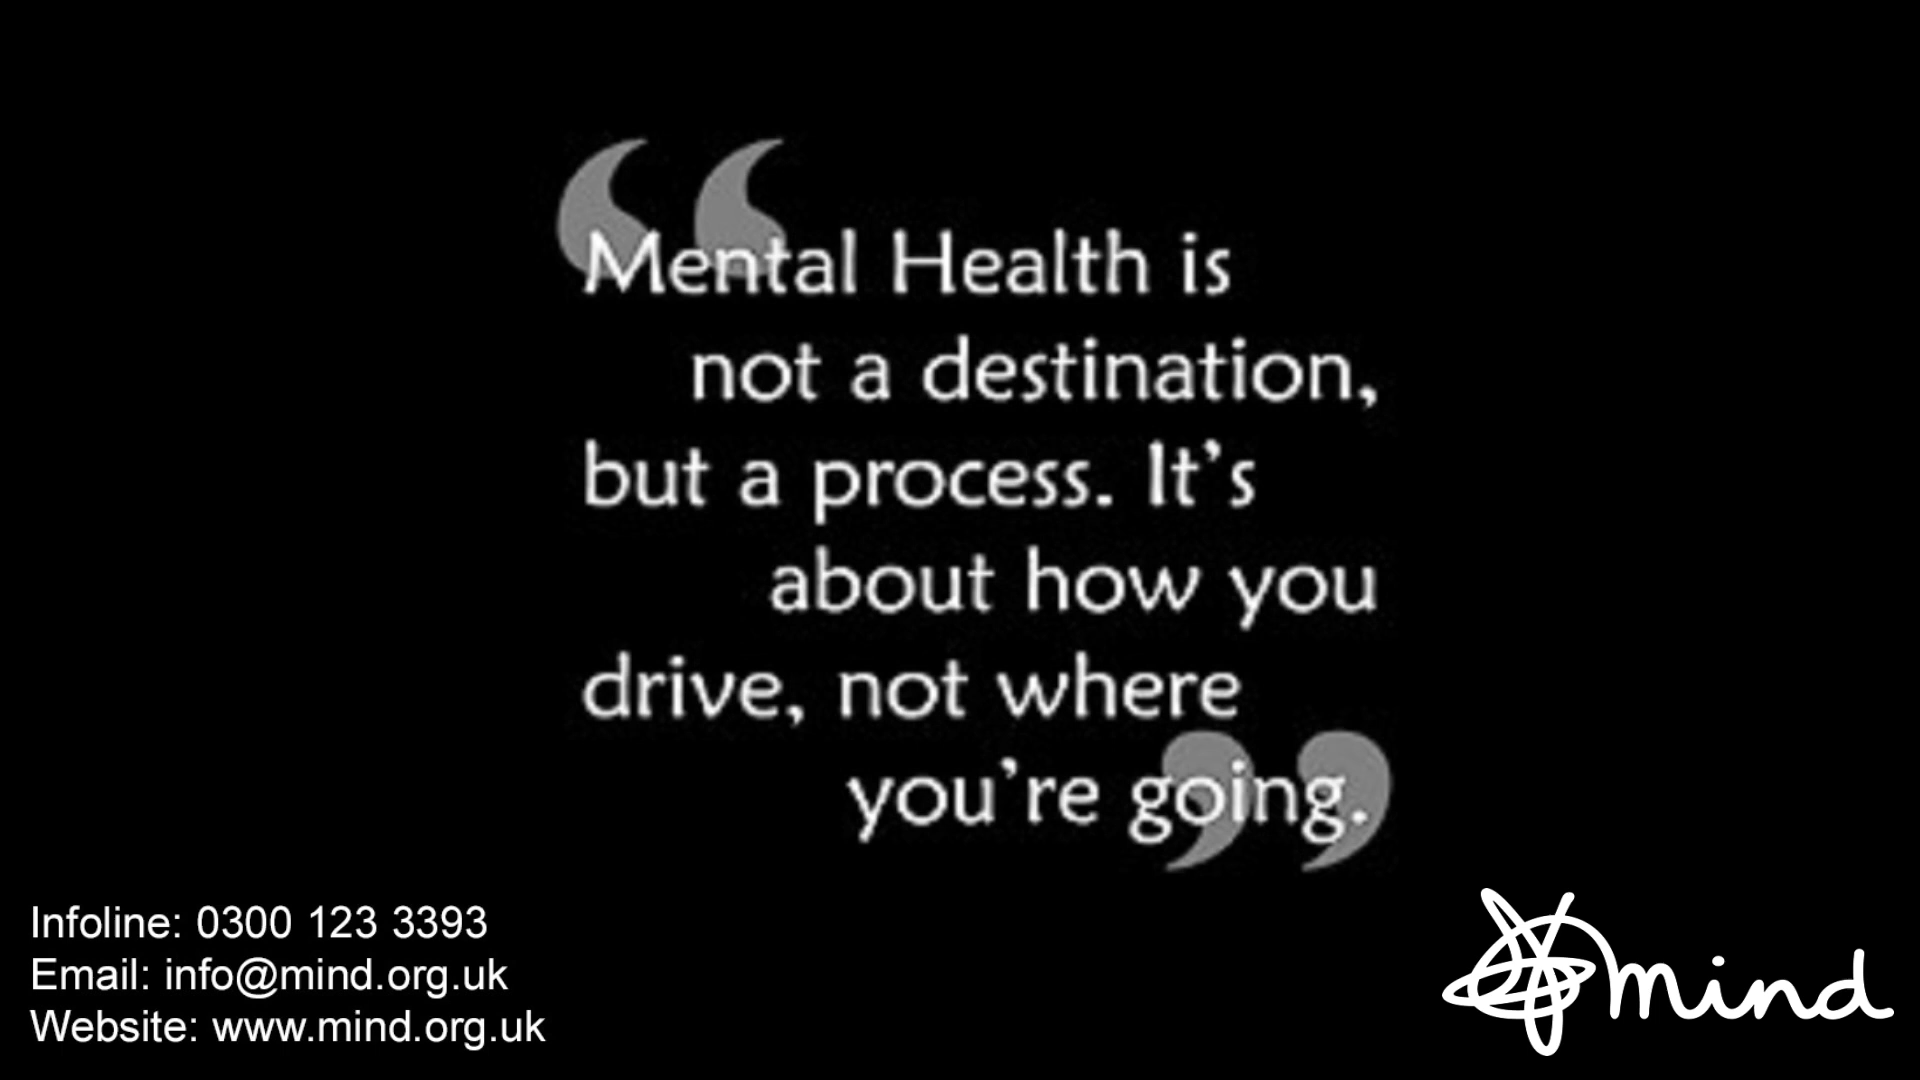 “Mental Health is
not a destination,
but a process. It’s
about how you
drive, not where
you’re going.”
Infoline: 0300 123 3393
Email: info@mind.org.uk
Website: www.mind.org.uk
mind